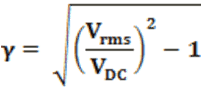 γ = √((V_rms/V_DC)² − 1)